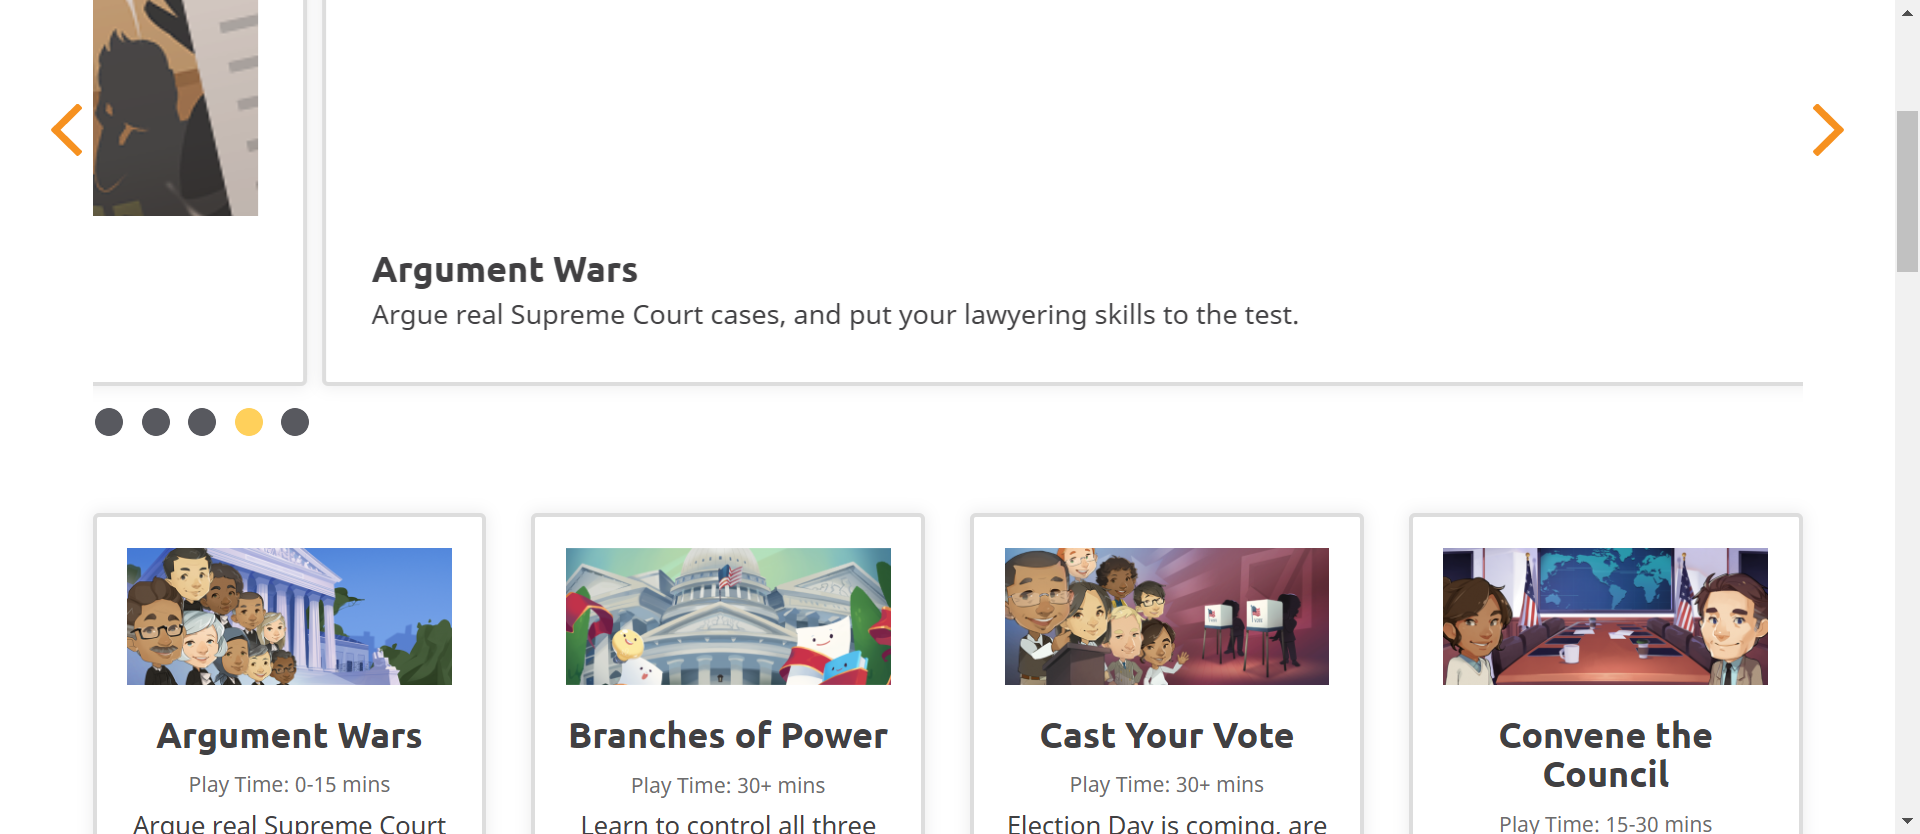 Argument Wars
Argue real Supreme Court cases, and put your lawyering skills to the test.
Argument Wars
Play Time: 0-15 mins
Argue real Supreme Court
Branches of Power
Play Time: 30+ mins
Learn to control all three
Cast Your Vote
Play Time: 30+ mins
Election Day is coming, are
Convene the
Council
Play Time: 15-30 mins